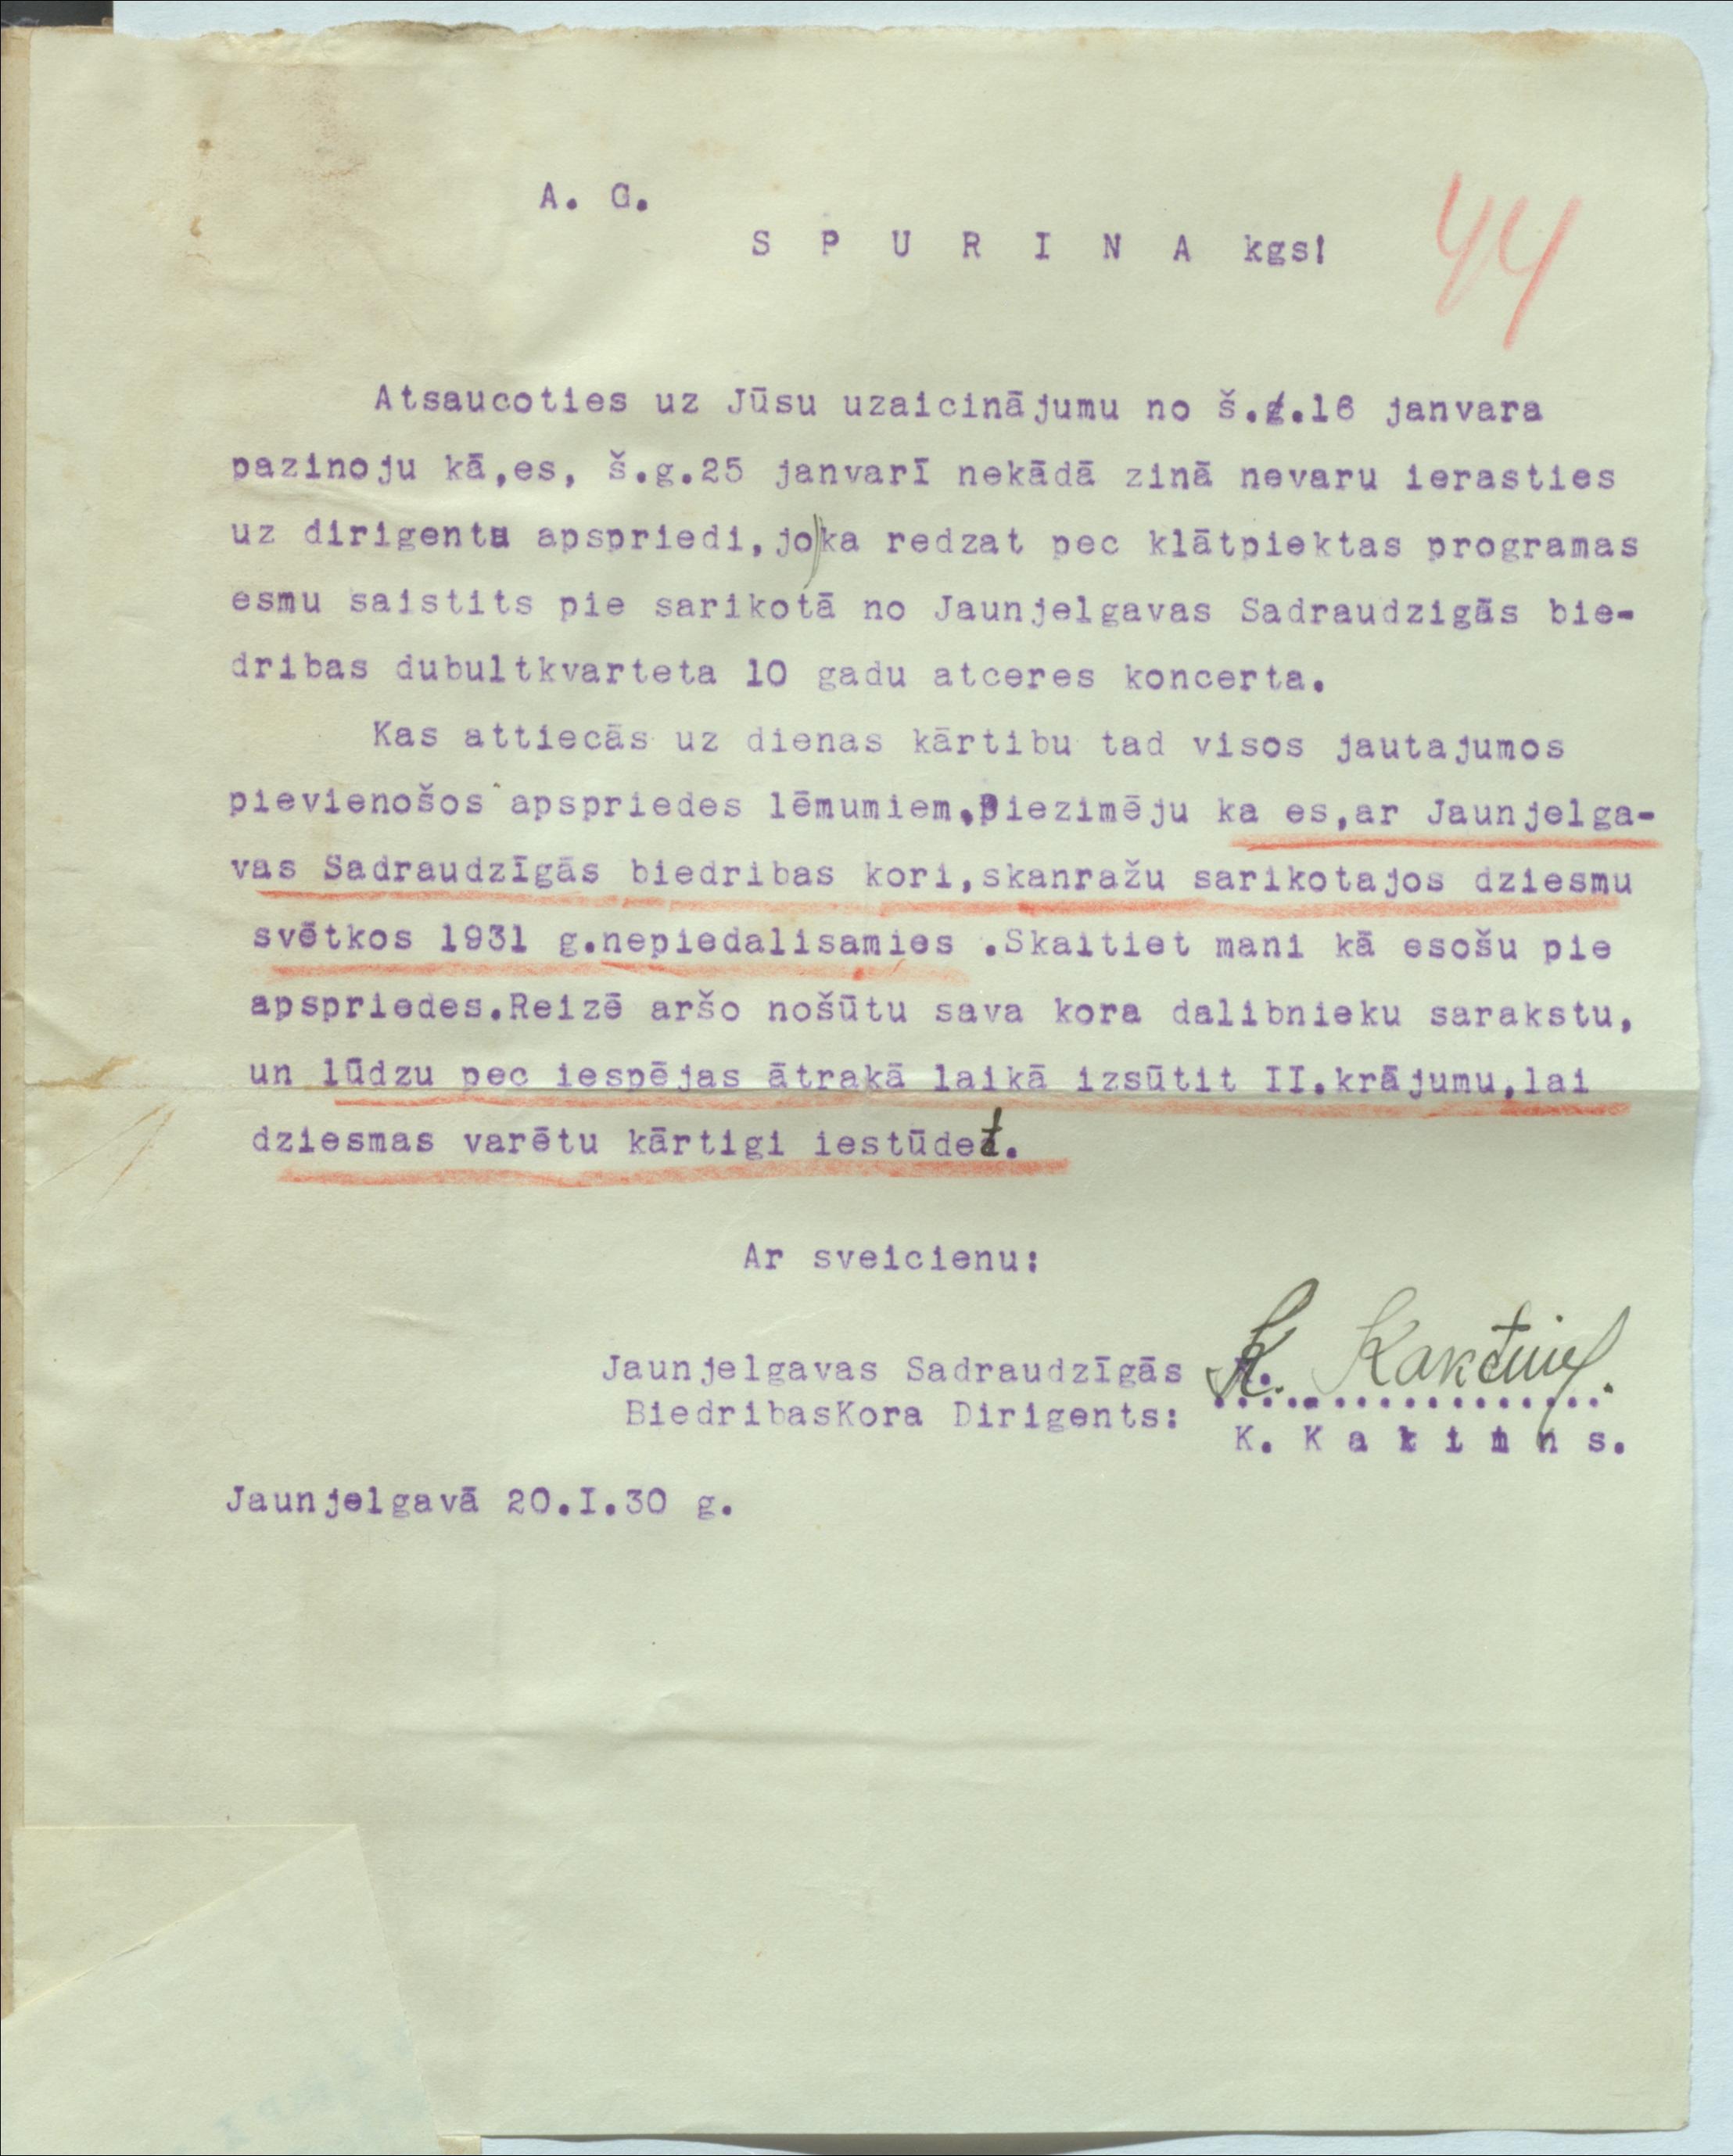 A. G.
S P U R I N A kgs!
44
Atsaucoties uz Jūsu uzaicinājumu no š.g.16 janvara
pazinoju kā,es, š.g.25 janvarī nekādā zinā nevaru ierasties
uz dirigentu apspriedi,jo ka redzat pec klātpiektas programas
esmu saistits pie sarikotā no Jaunjelgavas Sadraudzigās bie-
dribas dubultkvarteta 10 gadu atceres koncerta.
Kas attiecās uz dienas kārtibu tad visos jautajumos
pievienošos apspriedes lēmumiem.Piezimēju ka es,ar Jaunjelga-
vas Sadraudzīgās biedribas kori,skanražu sarikotajos dziesmu
svētkos 1931 g.nepiedalisamies .Skaitiet mani kā esošu pie
apspriedes.Reizē aršo nošūtu sava kora dalibnieku sarakstu,
un lūdzu pec iespējas ātrakā laikā izsūtit II.krājumu,lai
dziesmas varētu kārtigi iestūdet.
Ar sveicienu:
Jaunjelgavas Sadraudzīgās K. Kaktiņš.
BiedribasKora Dirigents: ..................
K. K a k t i n s.
Jaunjelgavā 20.I.30 g.